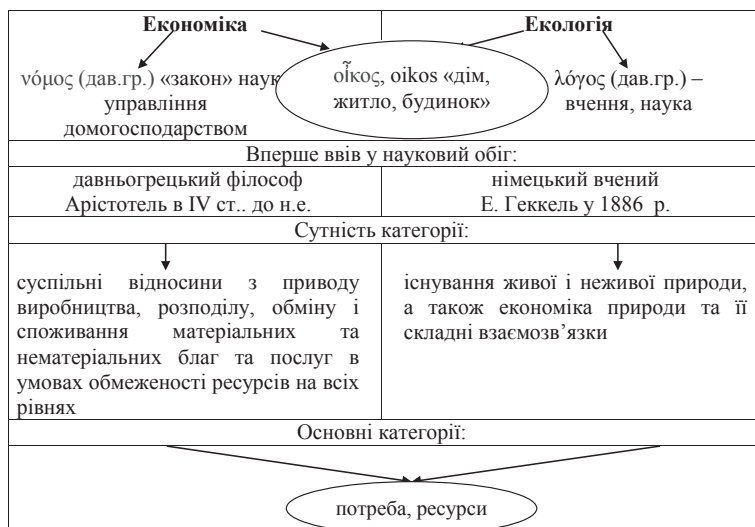 Економіка
Екологія
νόμος (дав.гр.) «закон» наук
управління
домогосподарством
οἶκος, oikos «дім,
житло, будинок»
λόγος (дав.гр.) –
вчення, наука
Вперше ввів у науковий обіг:
давньогрецький філософ
Арістотель в IV ст.. до н.е.
німецький вчений
Е. Геккель у 1886 р.
Сутність категорії:
суспільні відносини з приводу
виробництва, розподілу, обміну і
споживання матеріальних та
нематеріальних благ та послуг в
умовах обмеженості ресурсів на всіх
рівнях
існування живої і неживої природи,
а також економіка природи та її
складні взаємозв’язки
Основні категорії:
потреба, ресурси